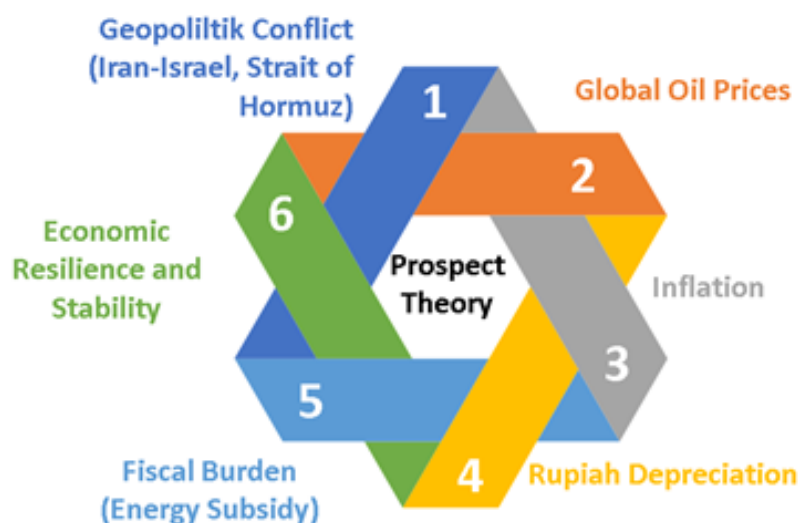 Geopoliltik Conflict
(Iran-Israel, Strait of
Hormuz)
1
Global Oil Prices
2
6
Economic
Resilience and
Stability
Prospect
Theory
Inflation
3
5
Fiscal Burden
(Energy Subsidy)
4
Rupiah Depreciation